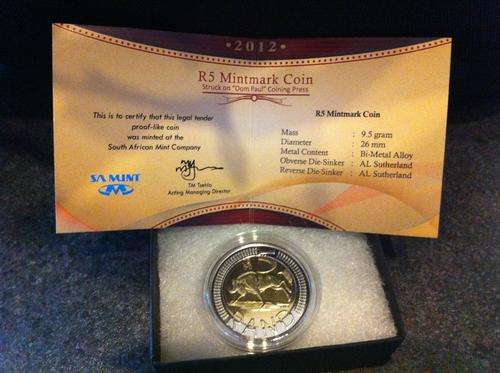 • 2012 •
R5 Mintmark Coin
Struck on "Oom Paul" Coining Press
This is to certify that this legal tender
proof-like coin
was minted at the
South African Mint Company
SA MINT
TM Tsehlo
Acting Managing Director
R5 Mintmark Coin
Mass : 9.5 gram
Diameter : 26 mm
Metal Content : Bi-Metal Alloy
Obverse Die-Sinker : AL Sutherland
Reverse Die-Sinker : AL Sutherland
RAND